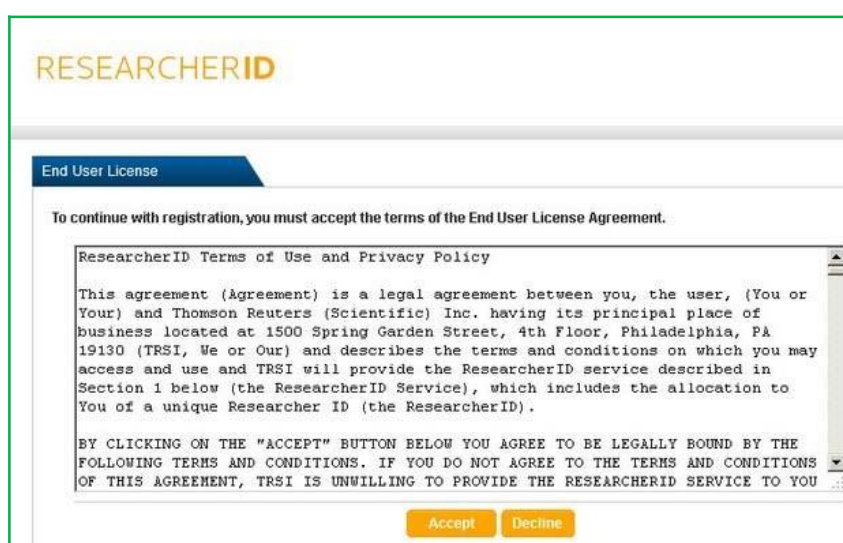 RESEARCHERID
End User License
To continue with registration, you must accept the terms of the End User License Agreement.
ResearcherID Terms of Use and Privacy Policy
This agreement (Agreement) is a legal agreement between you, the user, (You or
Your) and Thomson Reuters (Scientific) Inc. having its principal place of
business located at 1500 Spring Garden Street, 4th Floor, Philadelphia, PA
19130 (TRSI, We or Our) and describes the terms and conditions on which you may
access and use and TRSI will provide the ResearcherID service described in
Section 1 below (the ResearcherID Service), which includes the allocation to
You of a unique Researcher ID (the ResearcherID).
BY CLICKING ON THE "ACCEPT" BUTTON BELOW YOU AGREE TO BE LEGALLY BOUND BY THE
FOLLOWING TERMS AND CONDITIONS. IF YOU DO NOT AGREE TO THE TERMS AND CONDITIONS
OF THIS AGREEMENT, TRSI IS UNWILLING TO PROVIDE THE RESEARCHERID SERVICE TO YOU
Accept Decline